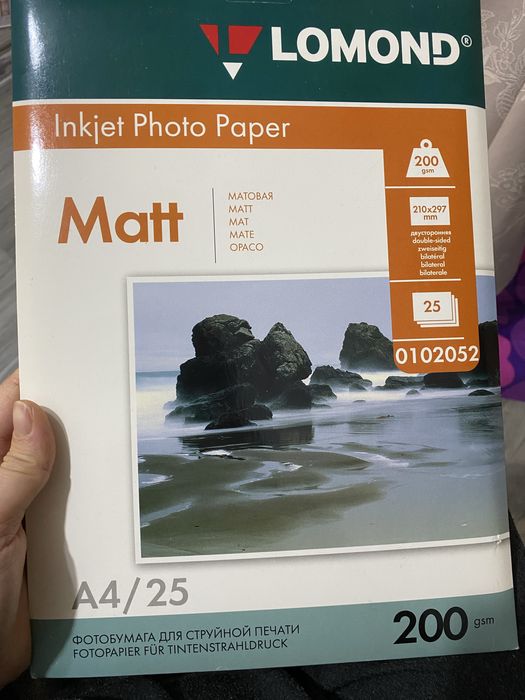 LOMOND®
Inkjet Photo Paper
200
gsm
Matt
МАТОВАЯ
MATT
MAT
MATE
OPACO
210x297
mm
двусторонняя
double-sided
zweiseitig
bilatéral
bilateral
bilaterale
25
0102052
A4/25
ФОТОБУМАГА ДЛЯ СТРУЙНОЙ ПЕЧАТИ
FOTOPAPIER FÜR TINTENSTRAHLDRUCK
200 gsm